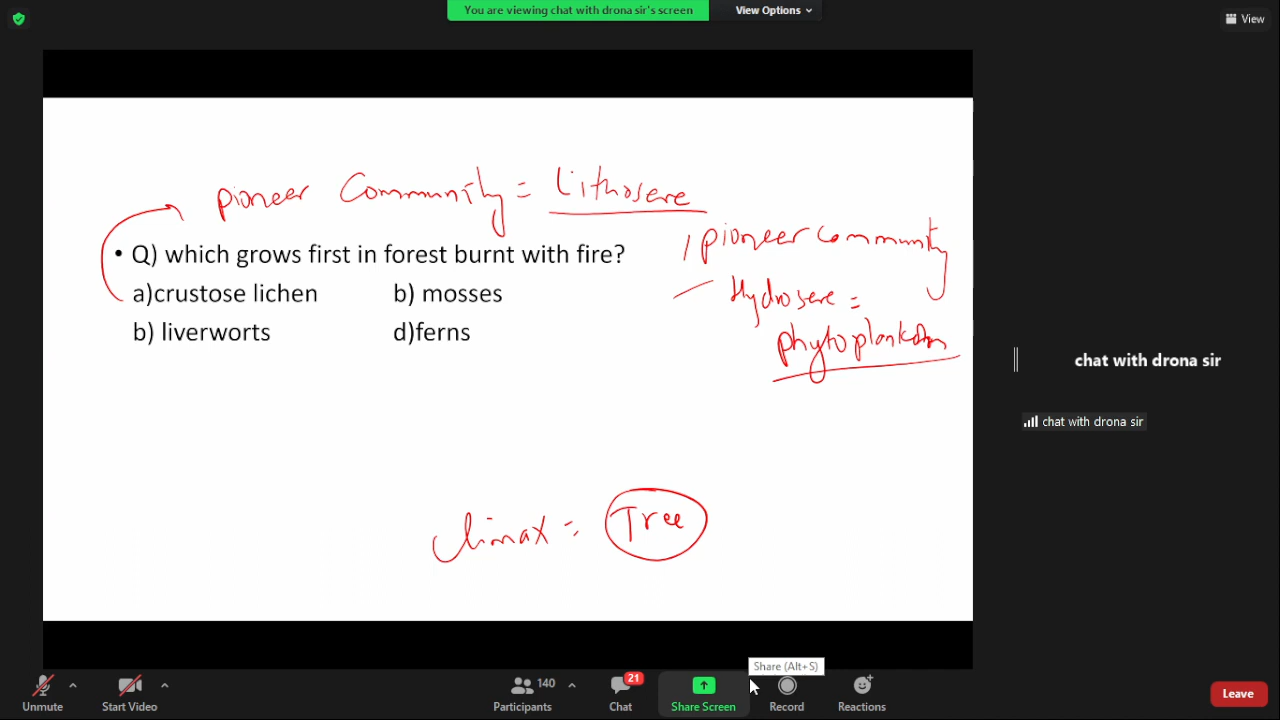 You are viewing chat with drona sir's screen
View Options
View
pioneer Community = Lithosere
• Q) which grows first in forest burnt with fire?
a)crustose lichen b) mosses
b) liverworts d)ferns
pioneer community
Hydrosere =
phytoplankton
climax = Tree
chat with drona sir
chat with drona sir
Share (Alt+S)
140
21
Unmute Start Video Participants Chat Share Screen Record Reactions Leave